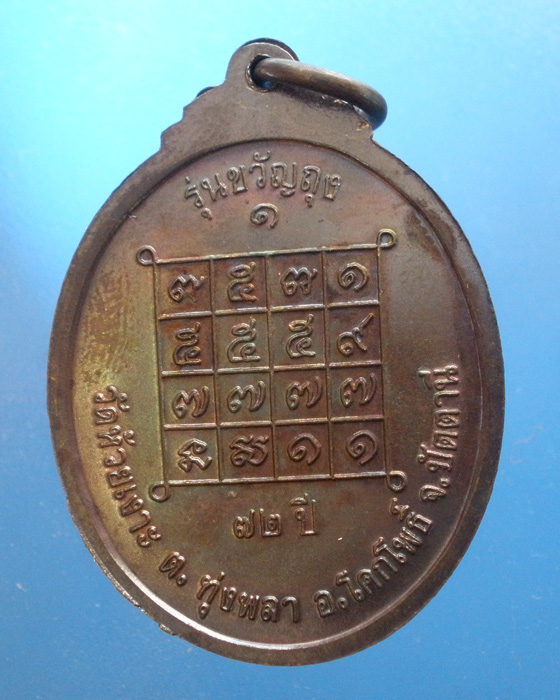 รุ่นขวัญถุง
๑
๓ ๕ ๗ ๑
๕ ๕ ๙
๗ ๗ ๗ ๗
๑ ๑
๗๒ ปี
วัดห้วยเงาะ ต. ทุ่งพลา อ.โคกโพธิ์ จ.ปัตตานี